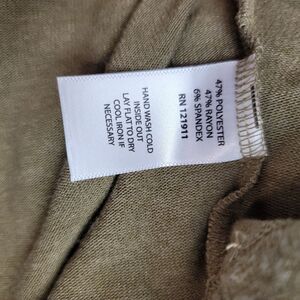 47% POLYESTER
47% RAYON
6% SPANDEX
RN 121911
HAND WASH COLD
INSIDE OUT
LAY FLAT TO DRY
COOL IRON IF
NECESSARY